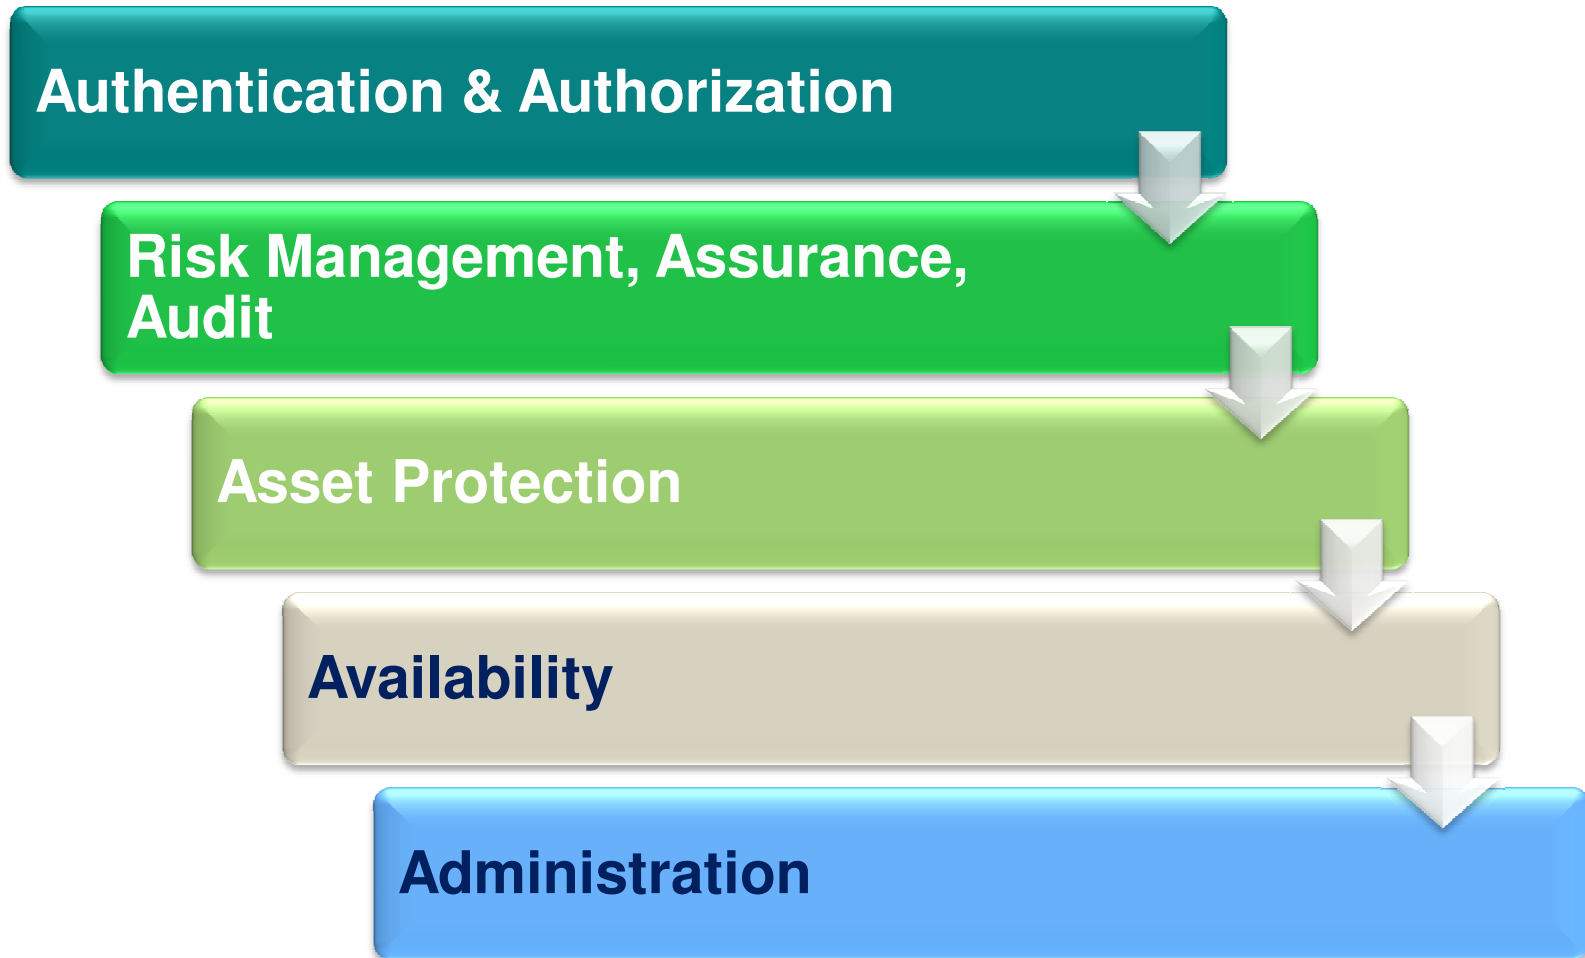 Authentication & Authorization
Risk Management, Assurance,
Audit
Asset Protection
Availability
Administration